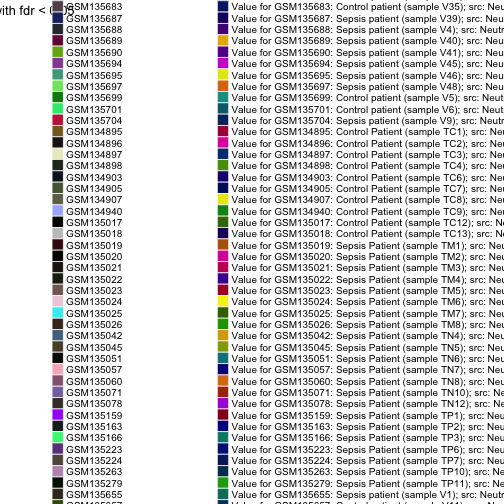 with fdr < 
GSM135683 Value for GSM135683: Control patient (sample V35); src: Neu
GSM135687 Value for GSM135687: Sepsis patient (sample V39); src: Neu
GSM135688 Value for GSM135688: Sepsis patient (sample V4); src: Neutr
GSM135689 Value for GSM135689: Sepsis patient (sample V40); src: Neu
GSM135690 Value for GSM135690: Sepsis patient (sample V41); src: Neu
GSM135694 Value for GSM135694: Sepsis patient (sample V45); src: Neu
GSM135695 Value for GSM135695: Sepsis patient (sample V46); src: Neu
GSM135697 Value for GSM135697: Sepsis patient (sample V48); src: Neu
GSM135699 Value for GSM135699: Control patient (sample V5); src: Neut
GSM135701 Value for GSM135701: Control patient (sample V6); src: Neut
GSM135704 Value for GSM135704: Sepsis patient (sample V9); src: Neutr
GSM134895 Value for GSM134895: Control Patient (sample TC1); src: Neu
GSM134896 Value for GSM134896: Control Patient (sample TC2); src: Neu
GSM134897 Value for GSM134897: Control Patient (sample TC3); src: Neu
GSM134898 Value for GSM134898: Control Patient (sample TC4); src: Neu
GSM134903 Value for GSM134903: Control Patient (sample TC6); src: Neu
GSM134905 Value for GSM134905: Control Patient (sample TC7); src: Neu
GSM134907 Value for GSM134907: Control Patient (sample TC8); src: Neu
GSM134940 Value for GSM134940: Control Patient (sample TC9); src: Neu
GSM135017 Value for GSM135017: Control Patient (sample TC12); src: Ne
GSM135018 Value for GSM135018: Control Patient (sample TC13); src: Ne
GSM135019 Value for GSM135019: Sepsis Patient (sample TM1); src: Neu
GSM135020 Value for GSM135020: Sepsis Patient (sample TM2); src: Neu
GSM135021 Value for GSM135021: Sepsis Patient (sample TM3); src: Neu
GSM135022 Value for GSM135022: Sepsis Patient (sample TM4); src: Neu
GSM135023 Value for GSM135023: Sepsis Patient (sample TM5); src: Neu
GSM135024 Value for GSM135024: Sepsis Patient (sample TM6); src: Neu
GSM135025 Value for GSM135025: Sepsis Patient (sample TM7); src: Neu
GSM135026 Value for GSM135026: Sepsis Patient (sample TM8); src: Neu
GSM135042 Value for GSM135042: Sepsis Patient (sample TN4); src: Neu
GSM135045 Value for GSM135045: Sepsis Patient (sample TN5); src: Neu
GSM135051 Value for GSM135051: Sepsis Patient (sample TN6); src: Neu
GSM135057 Value for GSM135057: Sepsis Patient (sample TN7); src: Neu
GSM135060 Value for GSM135060: Sepsis Patient (sample TN8); src: Neu
GSM135071 Value for GSM135071: Sepsis Patient (sample TN10); src: Ne
GSM135078 Value for GSM135078: Sepsis Patient (sample TN12); src: Ne
GSM135159 Value for GSM135159: Sepsis Patient (sample TP1); src: Neu
GSM135163 Value for GSM135163: Sepsis Patient (sample TP2); src: Neu
GSM135166 Value for GSM135166: Sepsis Patient (sample TP3); src: Neu
GSM135223 Value for GSM135223: Sepsis Patient (sample TP6); src: Neu
GSM135224 Value for GSM135224: Sepsis Patient (sample TP7); src: Neu
GSM135263 Value for GSM135263: Sepsis Patient (sample TP10); src: Ne
GSM135279 Value for GSM135279: Sepsis Patient (sample TP11); src: Ne
GSM135655 Value for GSM135655: Sepsis patient (sample V1); src: Neutr